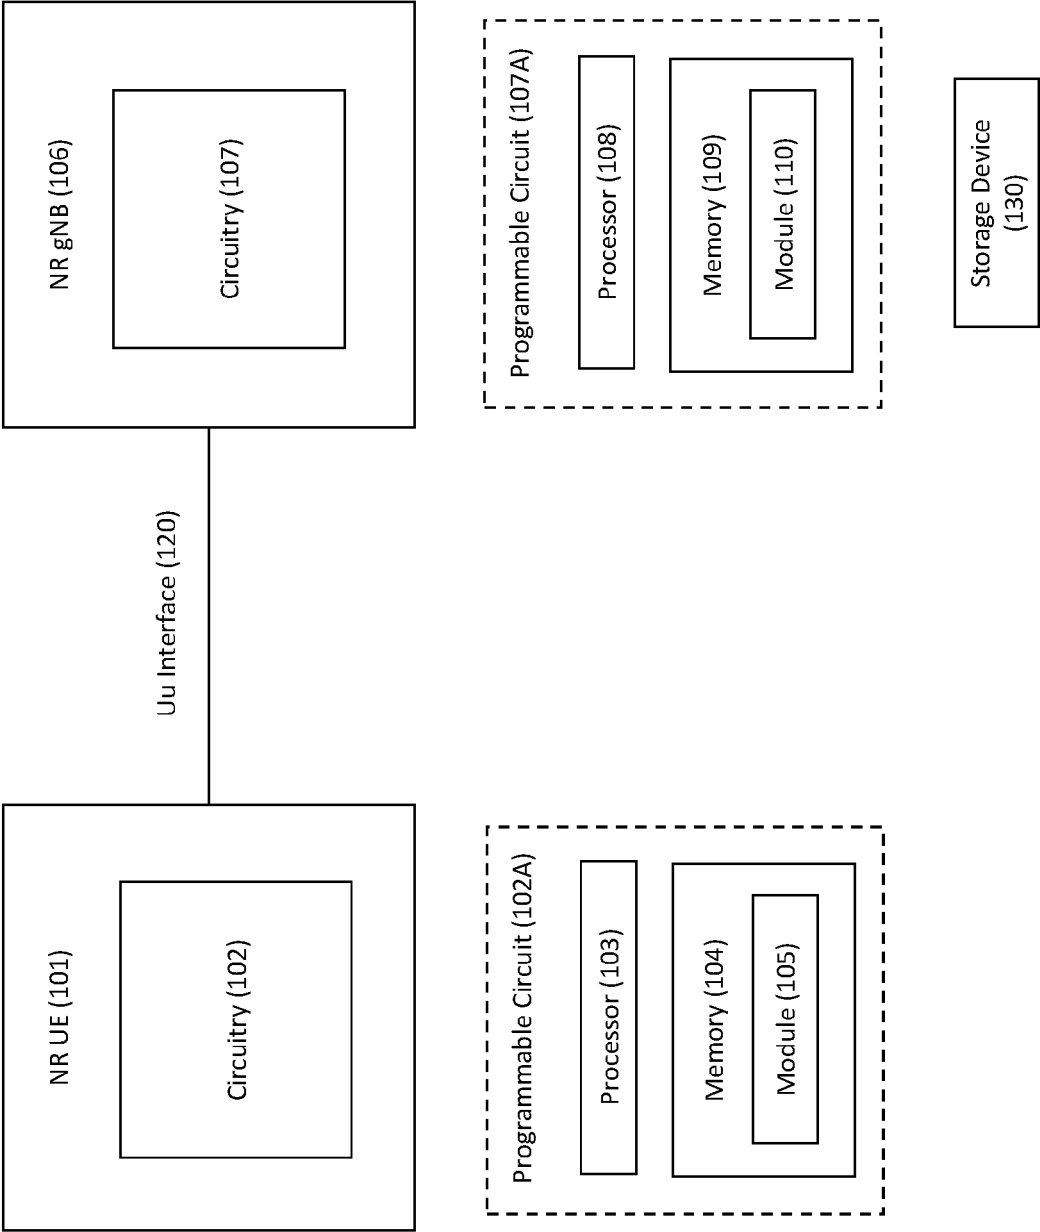 NR UE (101)
Circuitry (102)
Uu Interface (120)
NR gNB (106)
Circuitry (107)
Programmable Circuit (102A)
Processor (103)
Memory (104)
Module (105)
Programmable Circuit (107A)
Processor (108)
Memory (109)
Module (110)
Storage Device
(130)